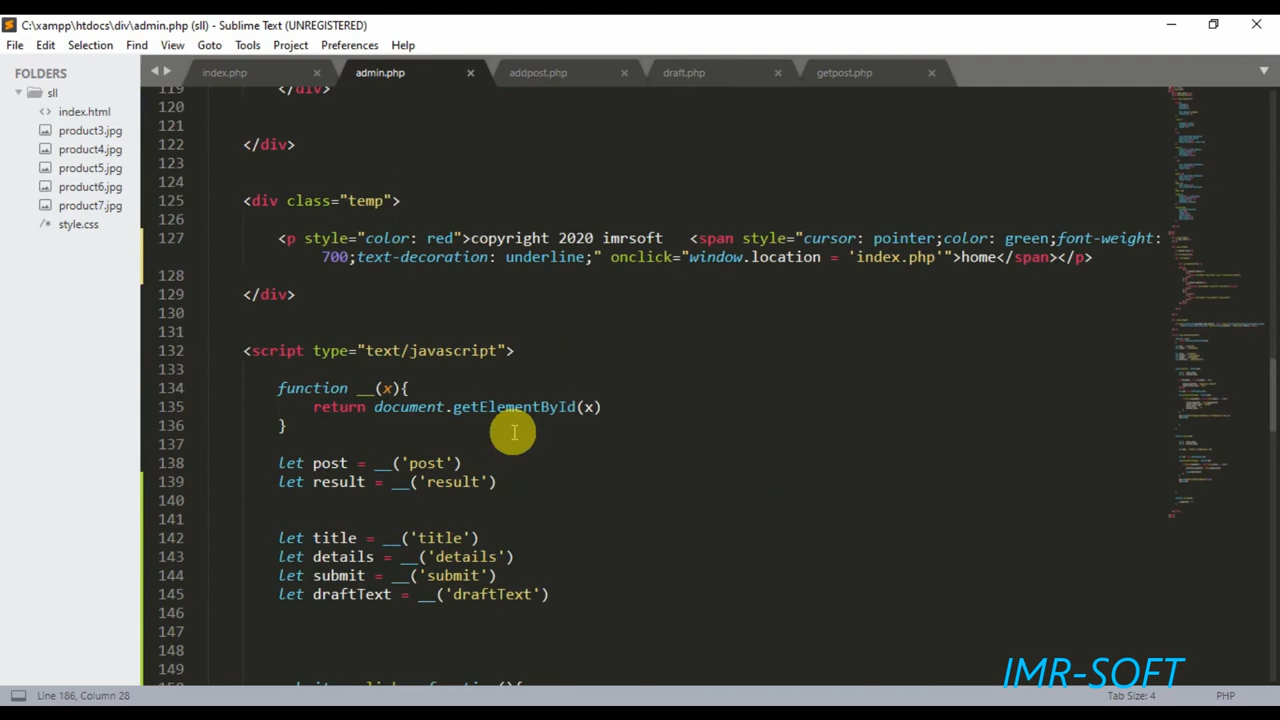 C:\xampp\htdocs\div\admin.php (sll) - Sublime Text (UNREGISTERED)
File Edit Selection Find View Goto Tools Project Preferences Help
FOLDERS
sll
index.html
product3.jpg
product4.jpg
product5.jpg
product6.jpg
product7.jpg
style.css
index.php admin.php addpost.php draft.php getpost.php
119 </div>
120
121
122 </div>
123
124
125 <div class="temp">
126
127 <p style="color: red">copyright 2020 imrsoft <span style="cursor: pointer;color: green;font-weight:
700;text-decoration: underline;" onclick="window.location = 'index.php'">home</span></p>
128
129 </div>
130
131
132 <script type="text/javascript">
133
134 function __(x){
135 return document.getElementById(x)
136 }
137
138 let post = __('post')
139 let result = __('result')
140
141
142 let title = __('title')
143 let details = __('details')
144 let submit = __('submit')
145 let draftText = __('draftText')
146
147
148
149
IMR-SOFT
Line 186, Column 28
Tab Size: 4
PHP